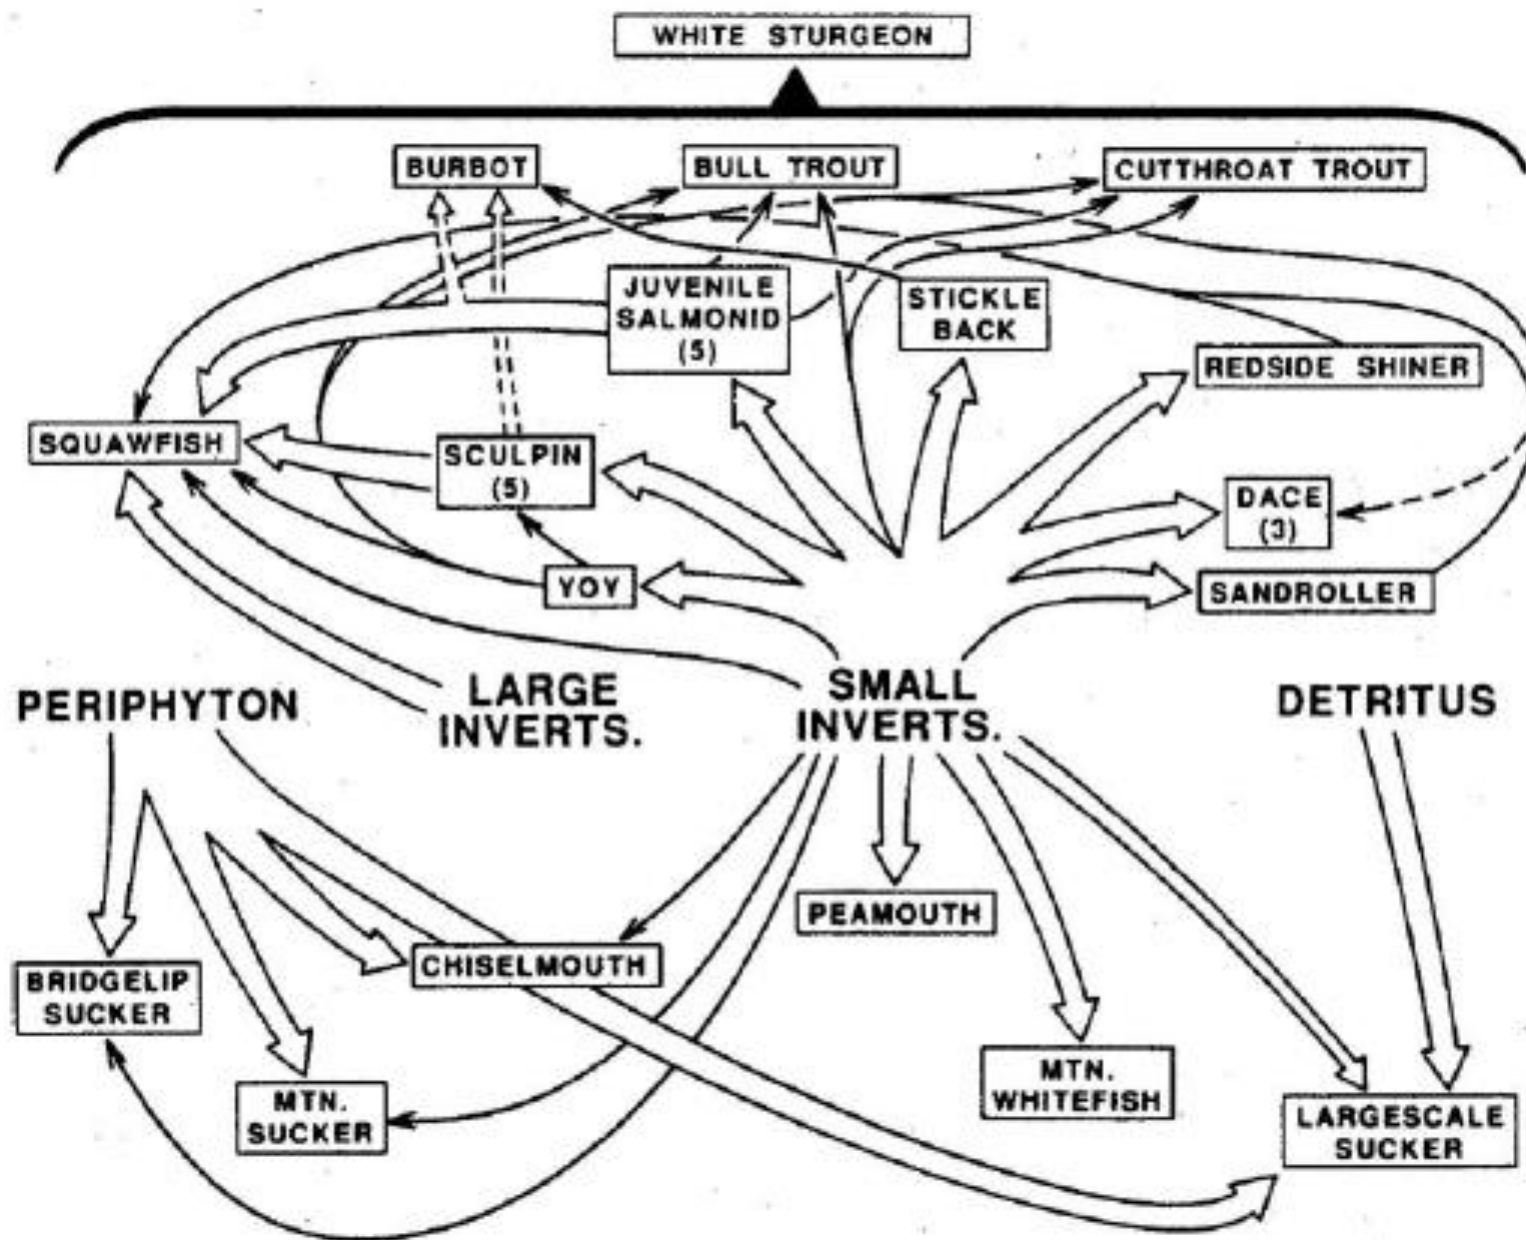 WHITE STURGEON
BURBOT
BULL TROUT
CUTTHROAT TROUT
JUVENILE
SALMONID
(5)
STICKLE
BACK
REDSIDE SHINER
SQUAWFISH
SCULPIN
(5)
DACE
(3)
YOY
SANDROLLER
PERIPHYTON
LARGE
INVERTS.
SMALL
INVERTS.
DETRITUS
PEAMOUTH
CHISELMOUTH
BRIDGELIP
SUCKER
MTN.
SUCKER
MTN.
WHITEFISH
LARGESCALE
SUCKER